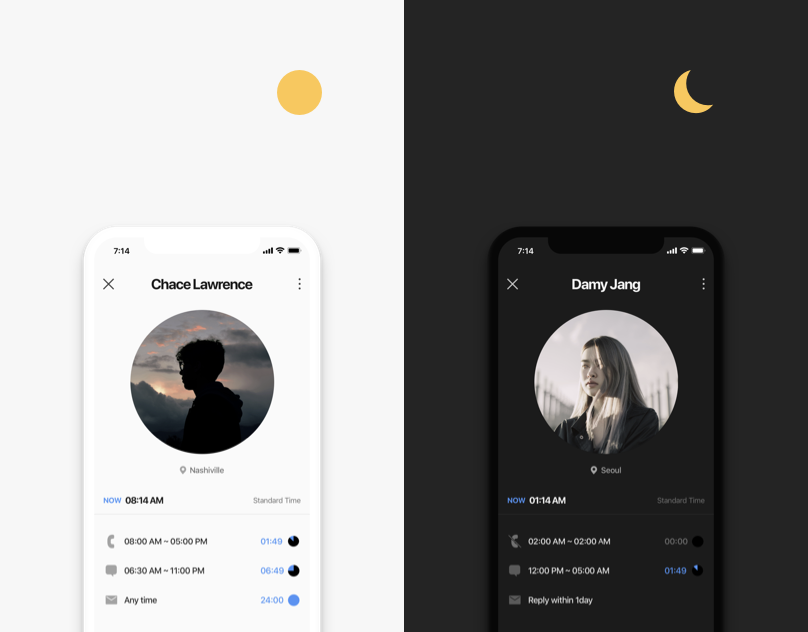 7:14
Chace Lawrence
Nashiville
NOW 08:14 AM Standard Time
08:00 AM ~ 05:00 PM 01:49
06:30 AM ~ 11:00 PM 06:49
Any time 24:00
7:14
Damy Jang
Seoul
NOW 01:14 AM Standard Time
02:00 AM ~ 02:00 AM 00:00
12:00 PM ~ 05:00 AM 01:49
Reply within 1day